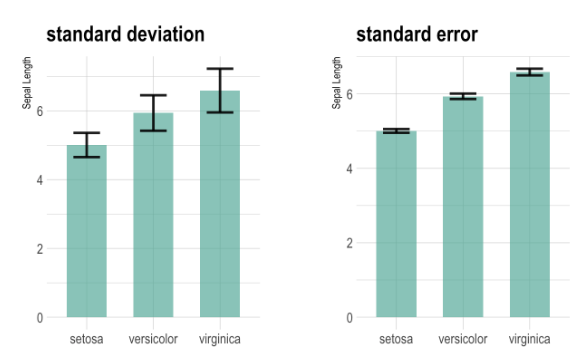 standard deviation
Sepal Length
6
4
2
0
setosa versicolor virginica
standard error
Sepal Length
6
4
2
0
setosa versicolor virginica